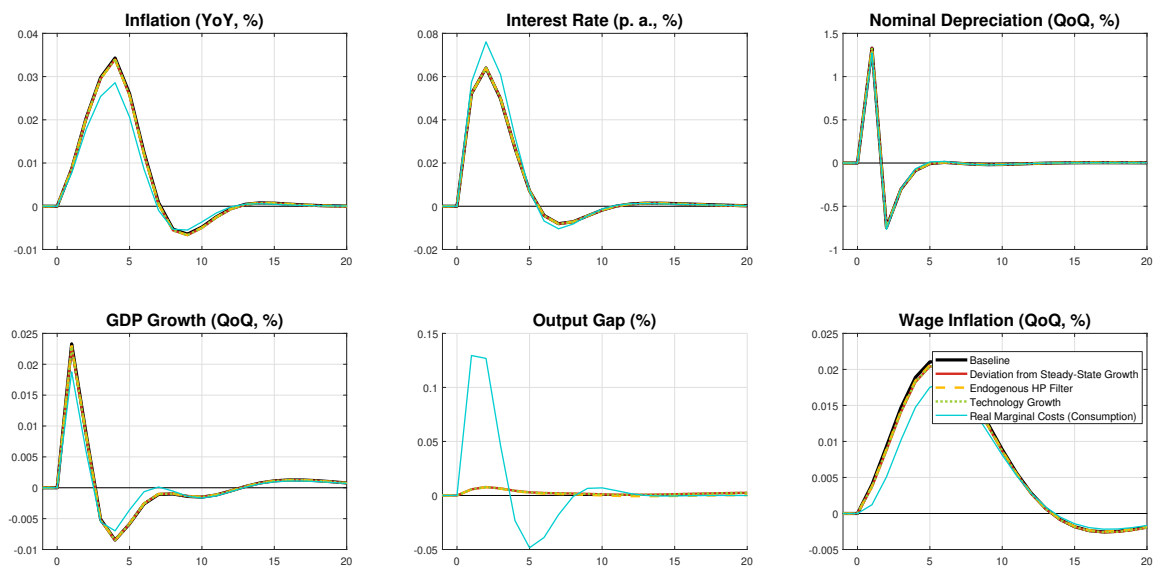 Inflation (YoY, %)
0.04
0.03
0.02
0.01
0
-0.01
0 5 10 15 20
Interest Rate (p. a., %)
0.08
0.06
0.04
0.02
0
-0.02
0 5 10 15 20
Nominal Depreciation (QoQ, %)
1.5
1
0.5
0
-0.5
-1
0 5 10 15 20
GDP Growth (QoQ, %)
0.025
0.02
0.015
0.01
0.005
0
-0.005
-0.01
0 5 10 15 20
Output Gap (%)
0.15
0.1
0.05
0
-0.05
0 5 10 15 20
Wage Inflation (QoQ, %)
0.025
0.02
0.015
0.01
0.005
0
-0.005
0 5 10 15 20
Baseline
Deviation from Steady-State Growth
Endogenous HP Filter
Technology Growth
Real Marginal Costs (Consumption)